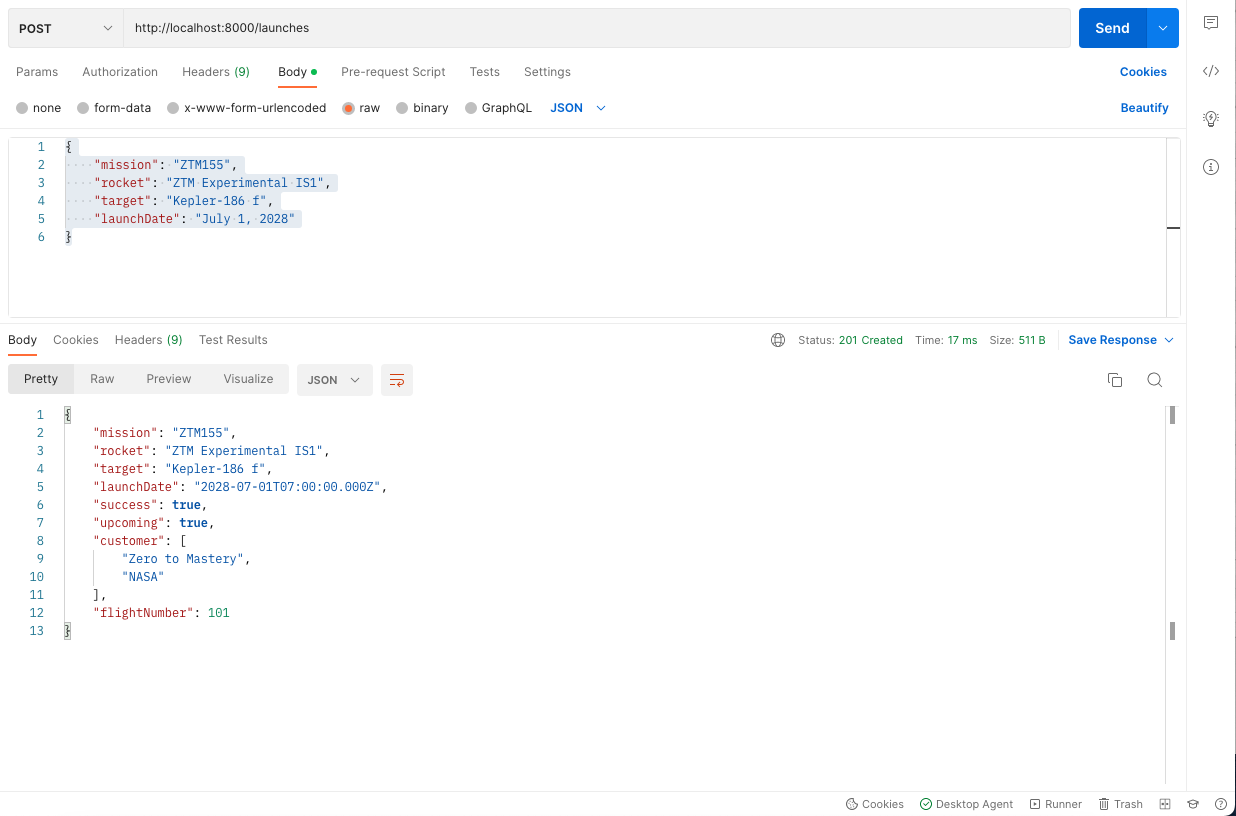 POST http://localhost:8000/launches Send
Params Authorization Headers (9) Body Pre-request Script Tests Settings Cookies
none form-data x-www-form-urlencoded raw binary GraphQL JSON Beautify
1 {
2 "mission": "ZTM155",
3 "rocket": "ZTM Experimental IS1",
4 "target": "Kepler-186 f",
5 "launchDate": "July 1, 2028"
6 }
Body Cookies Headers (9) Test Results Status: 201 Created Time: 17 ms Size: 511 B Save Response
Pretty Raw Preview Visualize JSON
1 {
2 "mission": "ZTM155",
3 "rocket": "ZTM Experimental IS1",
4 "target": "Kepler-186 f",
5 "launchDate": "2028-07-01T07:00:00.000Z",
6 "success": true,
7 "upcoming": true,
8 "customer": [
9 "Zero to Mastery",
10 "NASA"
11 ],
12 "flightNumber": 101
13 }
Cookies Desktop Agent Runner Trash